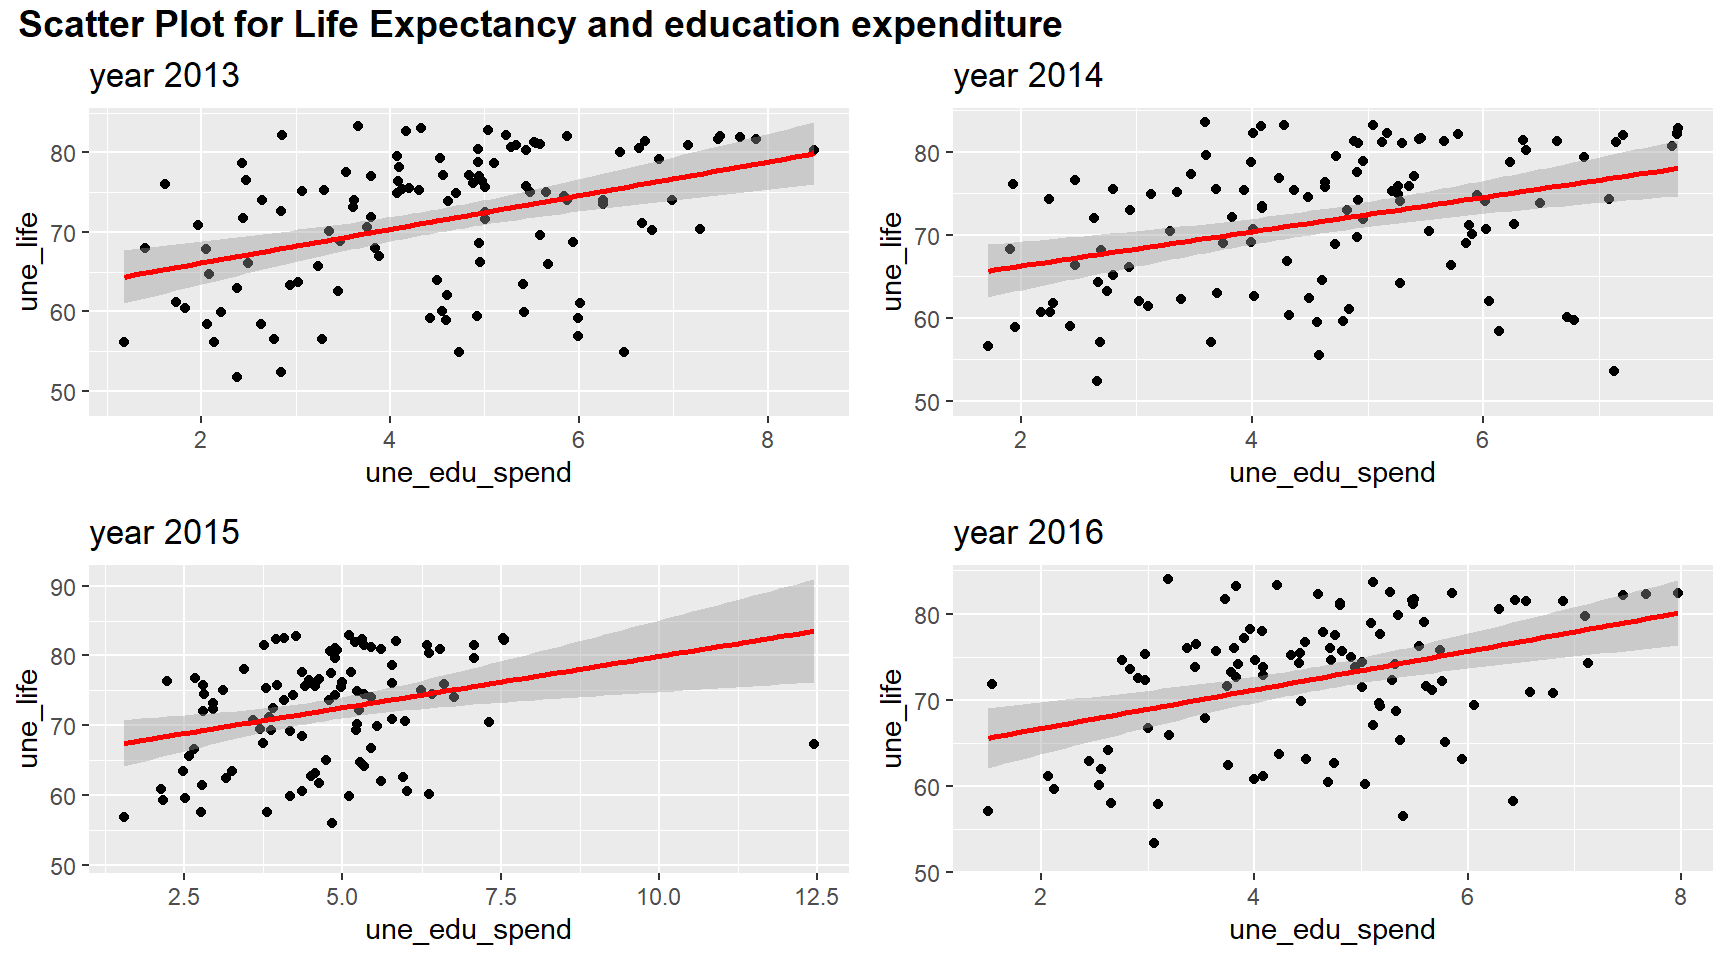 Scatter Plot for Life Expectancy and education expenditure
year 2013
80
70
60
50
une_life
2 4 6 8
une_edu_spend
year 2014
80
70
60
50
une_life
2 4 6
une_edu_spend
year 2015
90
80
70
60
50
une_life
2.5 5.0 7.5 10.0 12.5
une_edu_spend
year 2016
80
70
60
50
une_life
2 4 6 8
une_edu_spend